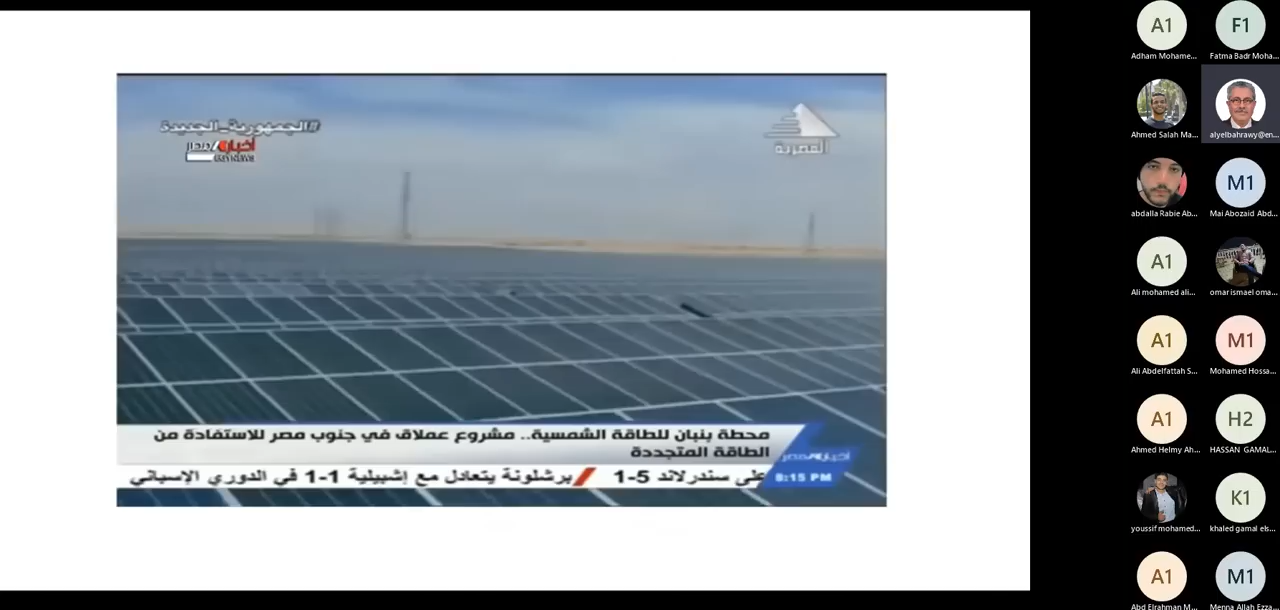 #الجمهورية_الجديدة
أخبار/مصر
EGY NEWS
المصرية
محطة بنبان للطاقة الشمسية.. مشروع عملاق في جنوب مصر للاستفادة من
الطاقة المتجددة
أخبار/مصر
على سندرلاند 5-1 برشلونة يتعادل مع إشبيلية 1-1 في الدوري الإسباني
8:15 PM
A1
F1
Adham Mohame...
Fatma Badr Moha...
Ahmed Salah Ma...
alyelbahrawy@en...
M1
abdalla Rabie Ab...
Mai Abozaid Abd...
A1
Ali mohamed ali...
omar ismael oma...
A1
M1
Ali Abdelfattah S...
Mohamed Hossa...
A1
H2
Ahmed Helmy Ah...
HASSAN GAMAL...
K1
youssif mohamed...
khaled gamal els...
A1
M1
Abd Elrahman M...
Menna Allah Ezza...